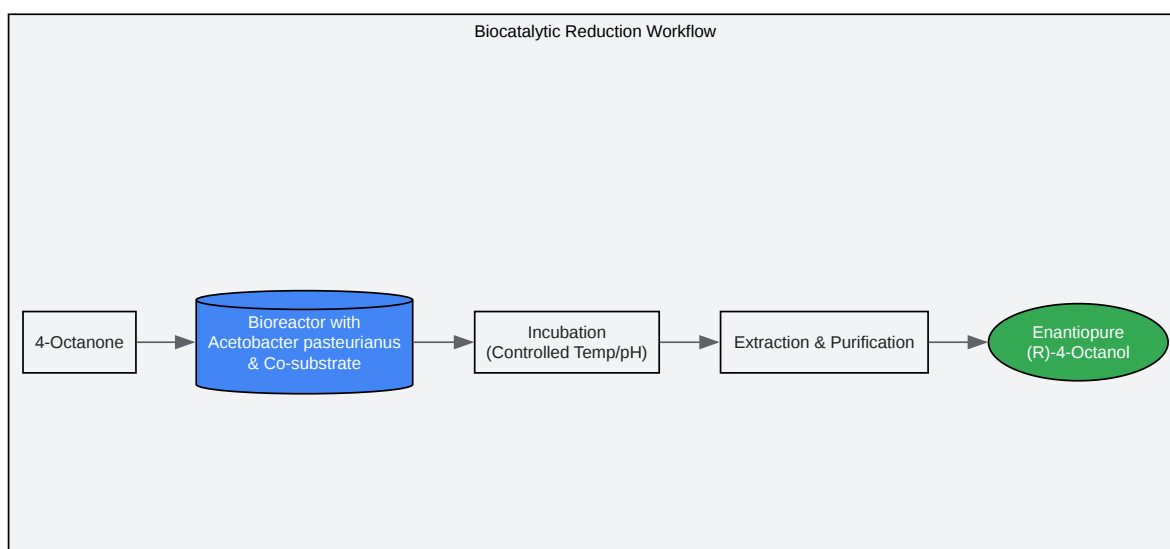 Biocatalytic Reduction Workflow
4-Octanone
Bioreactor with
Acetobacter pasteurianus
& Co-substrate
Incubation
(Controlled Temp/pH)
Extraction & Purification
Enantiopure
(R)-4-Octanol